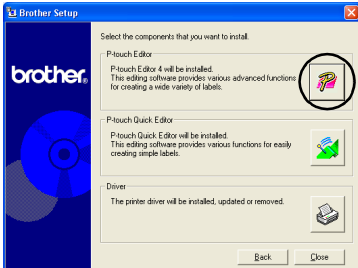 Brother Setup
Select the components that you want to install.
brother®
P-touch Editor
P-touch Editor 4 will be installed.
This editing software provides various advanced functions
for creating a wide variety of labels.
P-touch Quick Editor
P-touch Quick Editor will be installed.
This editing software provides various functions for easily
creating simple labels.
Driver
The printer driver will be installed, updated or removed.
Back
Close